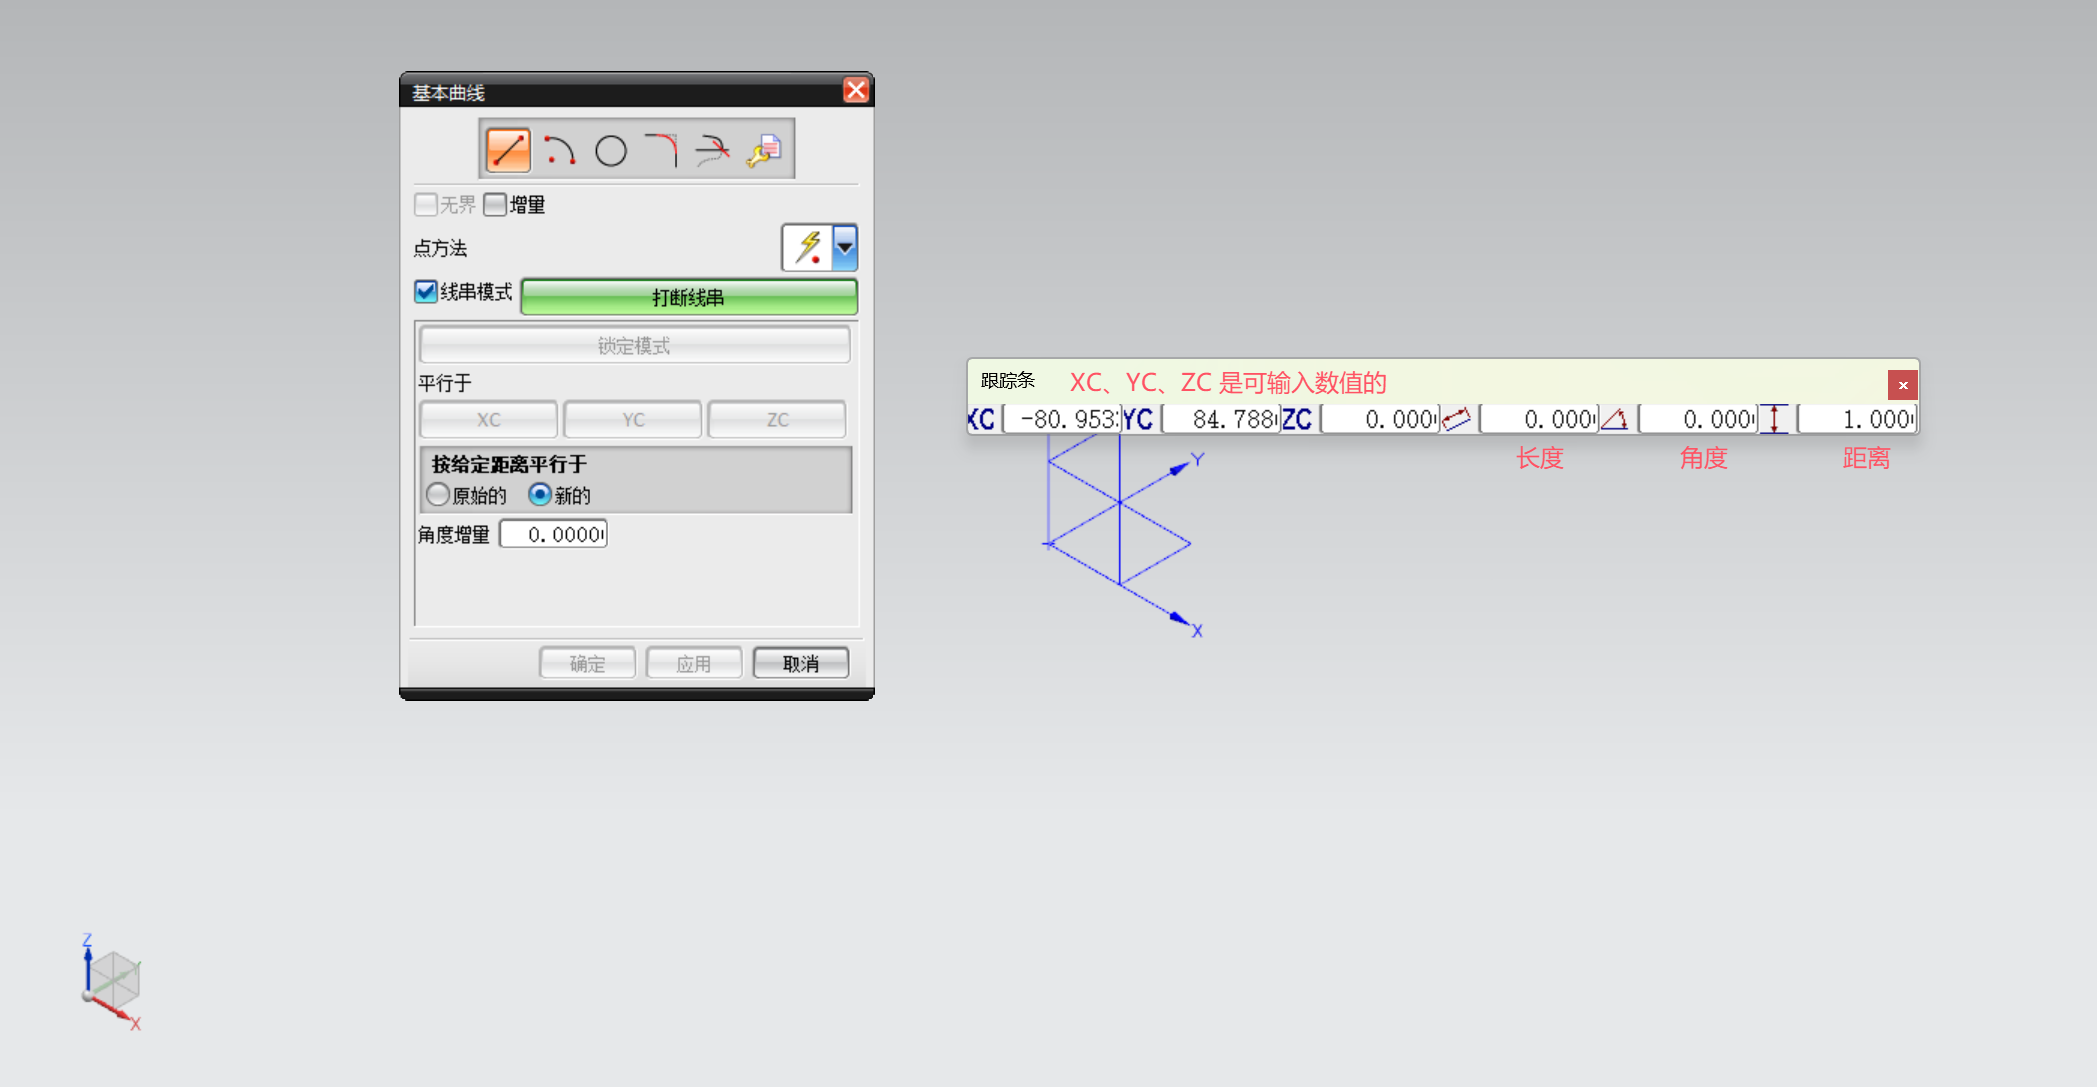 基本曲线
无界 增量
点方法
线串模式 打断线串
锁定模式
平行于
XC YC ZC
按给定距离平行于
原始的 新的
角度增量 0.0000
确定 应用 取消
跟踪条 XC、YC、ZC 是可输入数值的
XC -80.953 YC 84.788 ZC 0.000 0.000 0.000 1.000
长度 角度 距离
Y
X
Z
Y
X